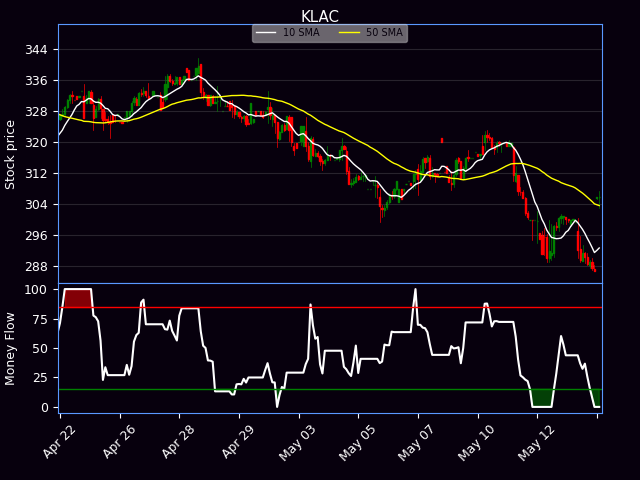 KLAC
10 SMA
50 SMA
Stock price
344
336
328
320
312
304
296
288
Money Flow
100
75
50
25
0
Apr 22
Apr 26
Apr 28
Apr 29
May 03
May 05
May 07
May 10
May 12